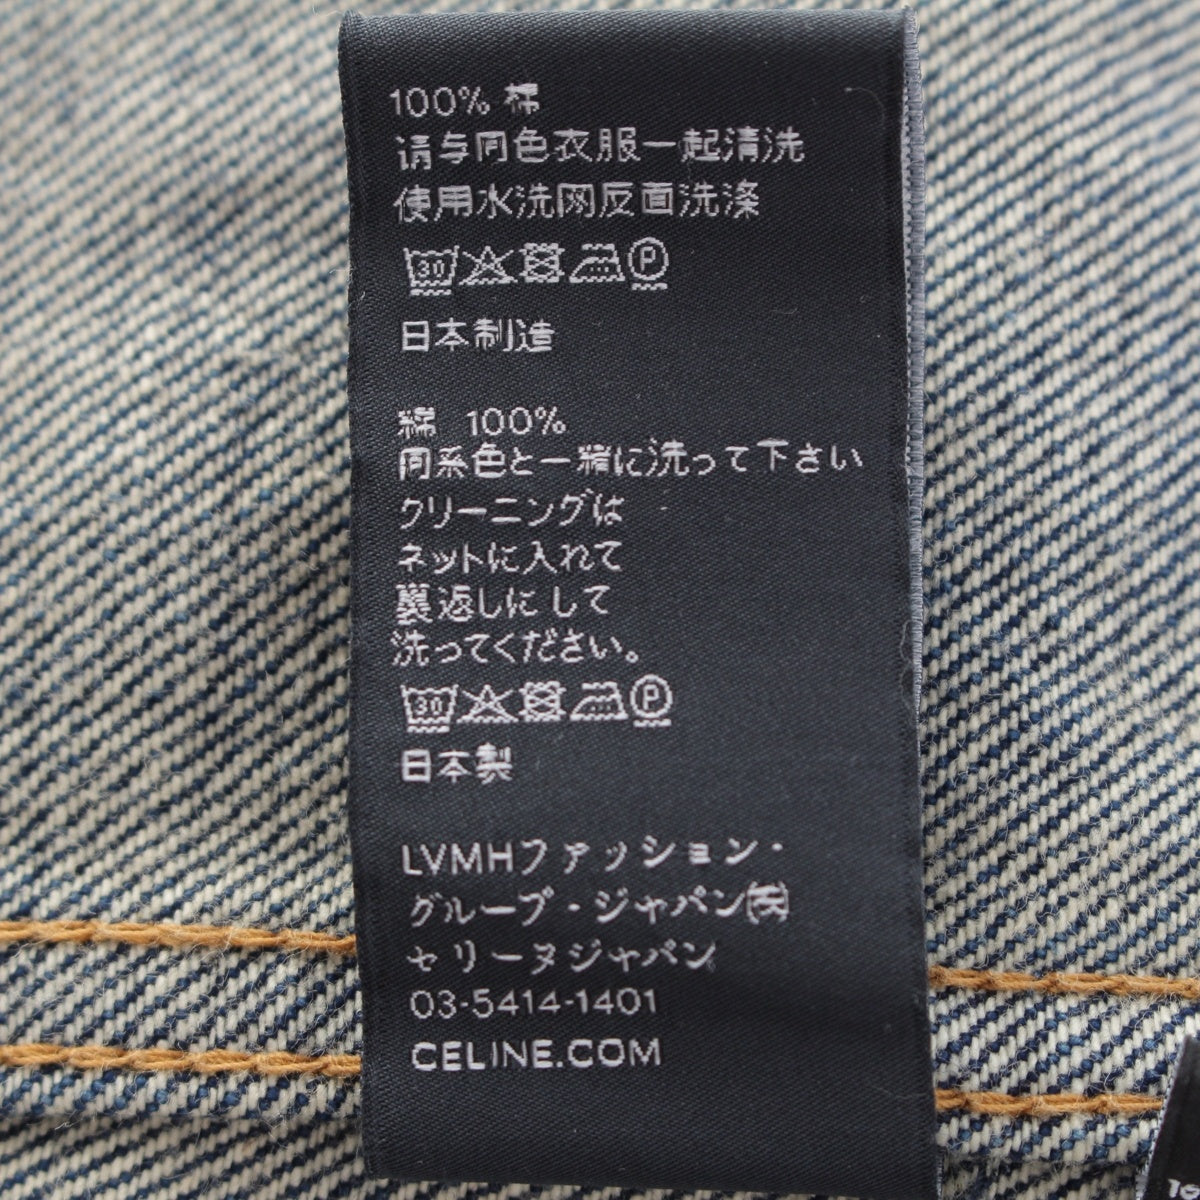 100% 棉
请与同色衣服一起清洗
使用水洗网反面洗涤
30 P
日本制造
綿 100%
同系色と一緒に洗って下さい
クリーニングは
ネットに入れて
裏返しにして
洗ってください。
30 P
日本製
LVMHファッション・
グループ・ジャパン㈱
セリーヌジャパン
03-5414-1401
CELINE.COM